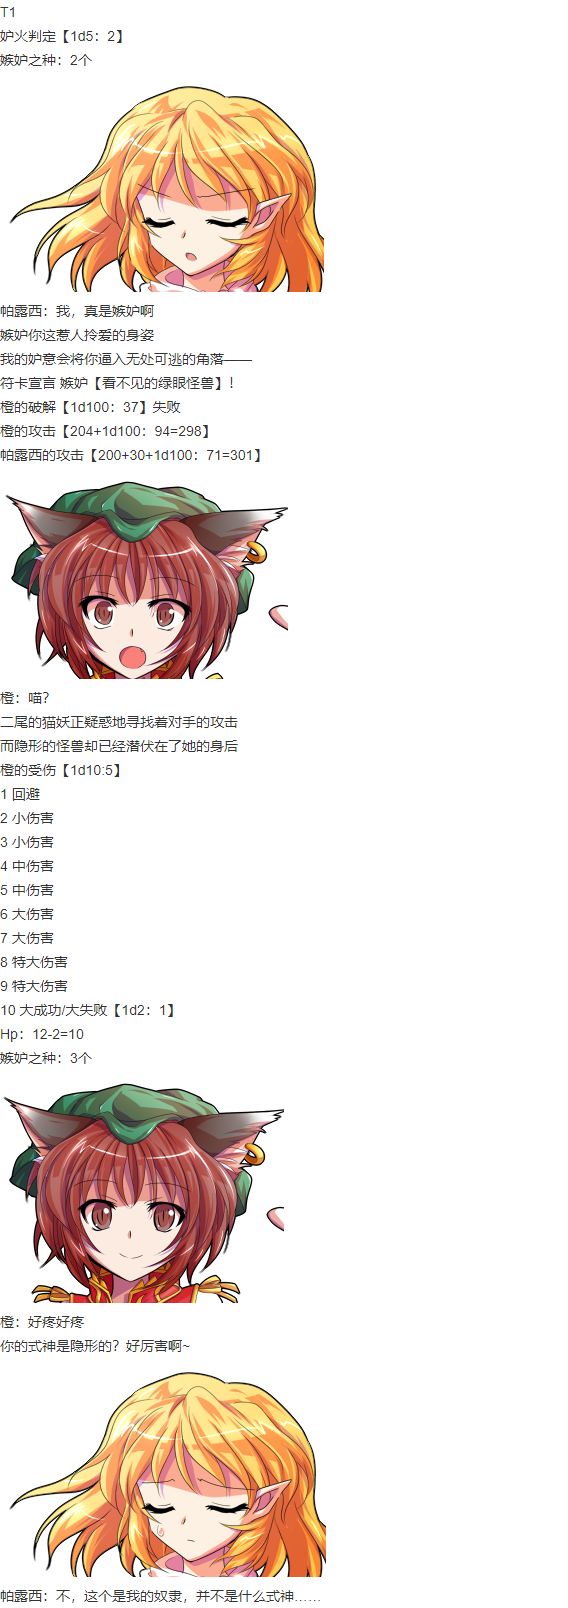 T1
妒火判定【1d5：2】
嫉妒之种：2个
帕露西：我，真是嫉妒啊
嫉妒你这惹人拎爱的身姿
我的妒意会将你逼入无处可逃的角落——
符卡宣言 嫉妒【看不见的绿眼怪兽】！
橙的破解【1d100：37】失败
橙的攻击【204+1d100：94=298】
帕露西的攻击【200+30+1d100：71=301】
橙：喵？
二尾的猫妖正疑惑地寻找着对手的攻击
而隐形的怪兽却已经潜伏在了她的身后
橙的受伤【1d10:5】
1 回避
2 小伤害
3 小伤害
4 中伤害
5 中伤害
6 大伤害
7 大伤害
8 特大伤害
9 特大伤害
10 大成功/大失败【1d2：1】
Hp：12-2=10
嫉妒之种：3个
橙：好疼好疼
你的式神是隐形的？好厉害啊~
帕露西：不，这个是我的奴隶，并不是什么式神……